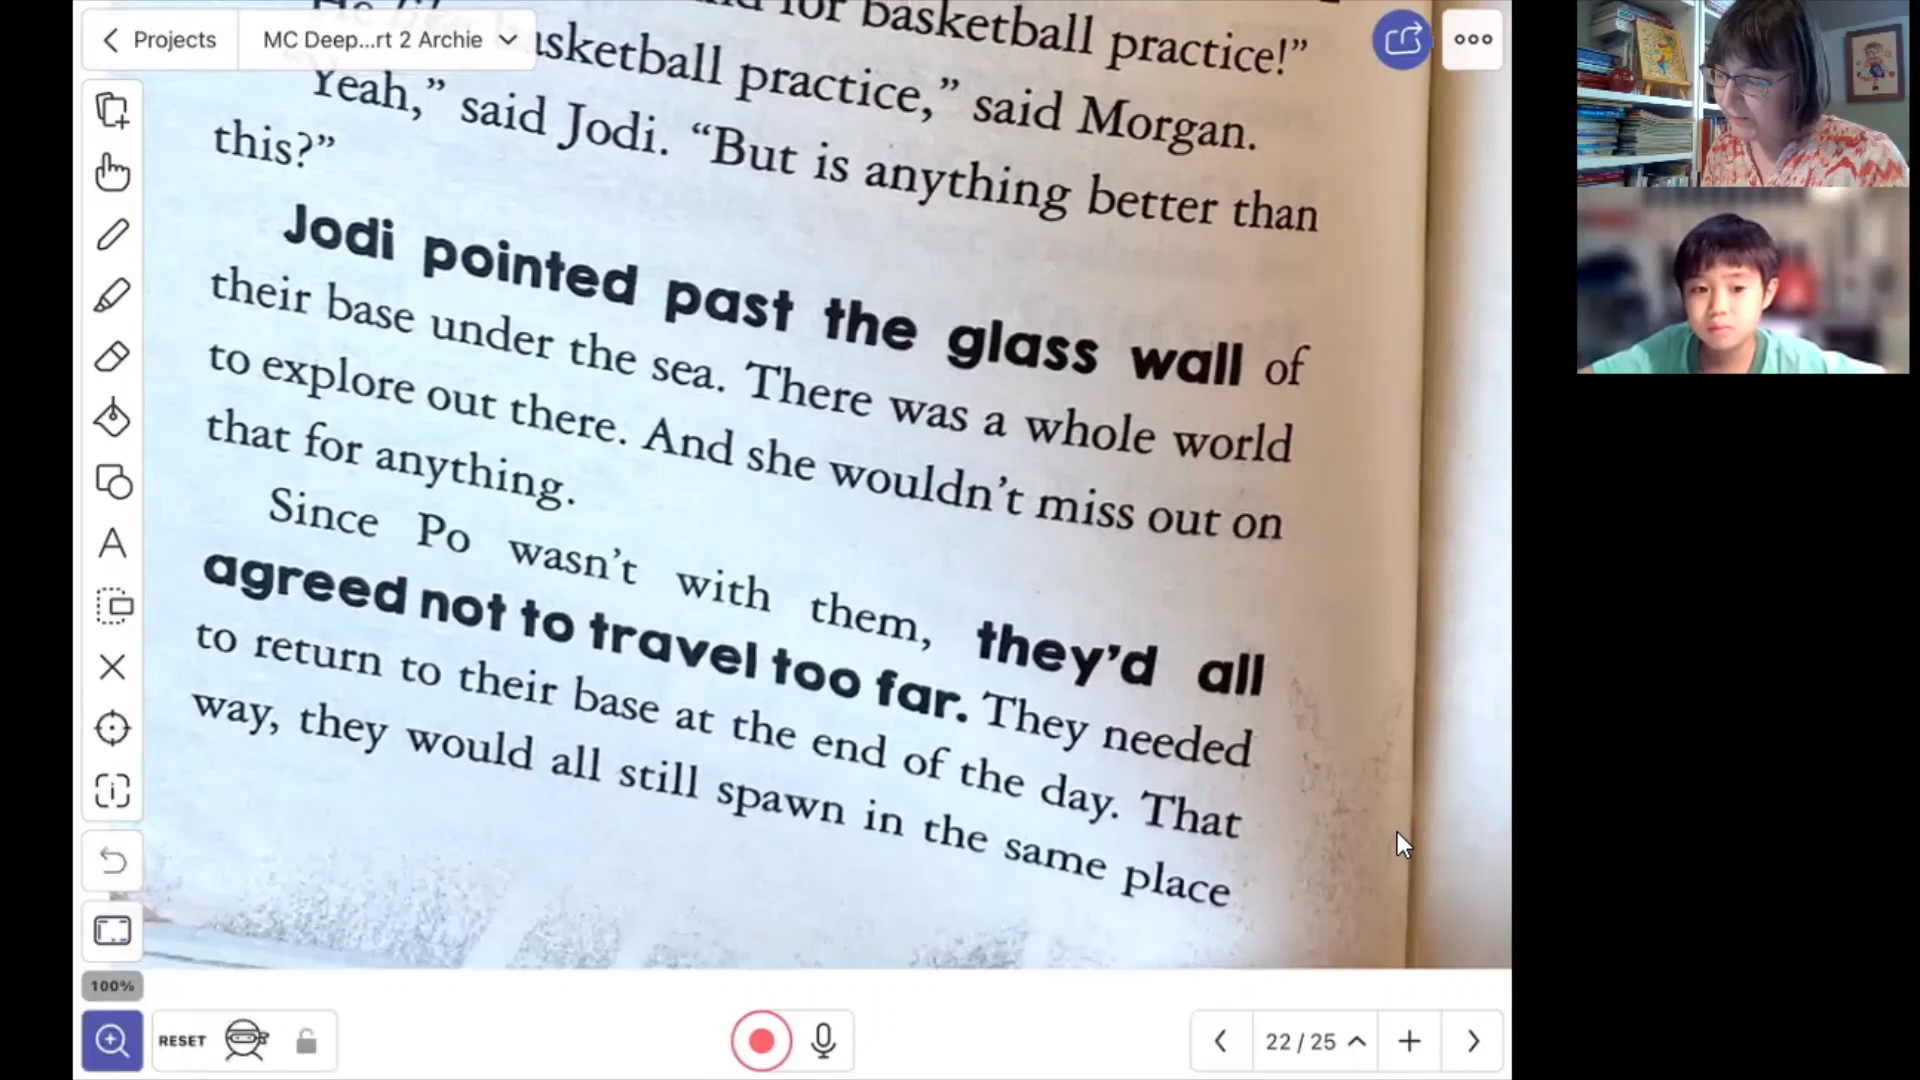 for basketball practice!”
Projects
MC Deep...rt 2 Archie
basketball practice,” said Morgan.
“Yeah,” said Jodi. “But is anything better than
this?”
Jodi pointed past the glass wall of
their base under the sea. There was a whole world
to explore out there. And she wouldn’t miss out on
that for anything.
Since Po wasn’t with them, they’d all
agreed not to travel too far. They needed
to return to their base at the end of the day. That
way, they would all still spawn in the same place
100%
RESET
22 / 25